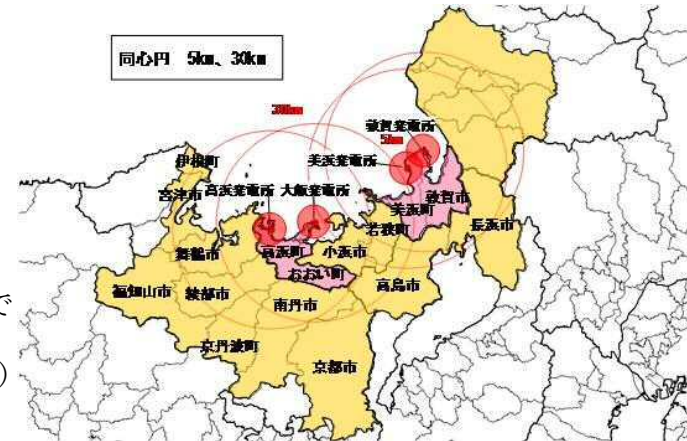 同心円 5km、30km
30km
敦賀発電所
5km
美浜発電所
伊根町
宮津市
高浜発電所
大飯発電所
敦賀市
美浜町
若狭町
長浜市
舞鶴市
高浜町
小浜市
おおい町
高島市
福知山市
綾部市
南丹市
京丹波町
京都市
で
)